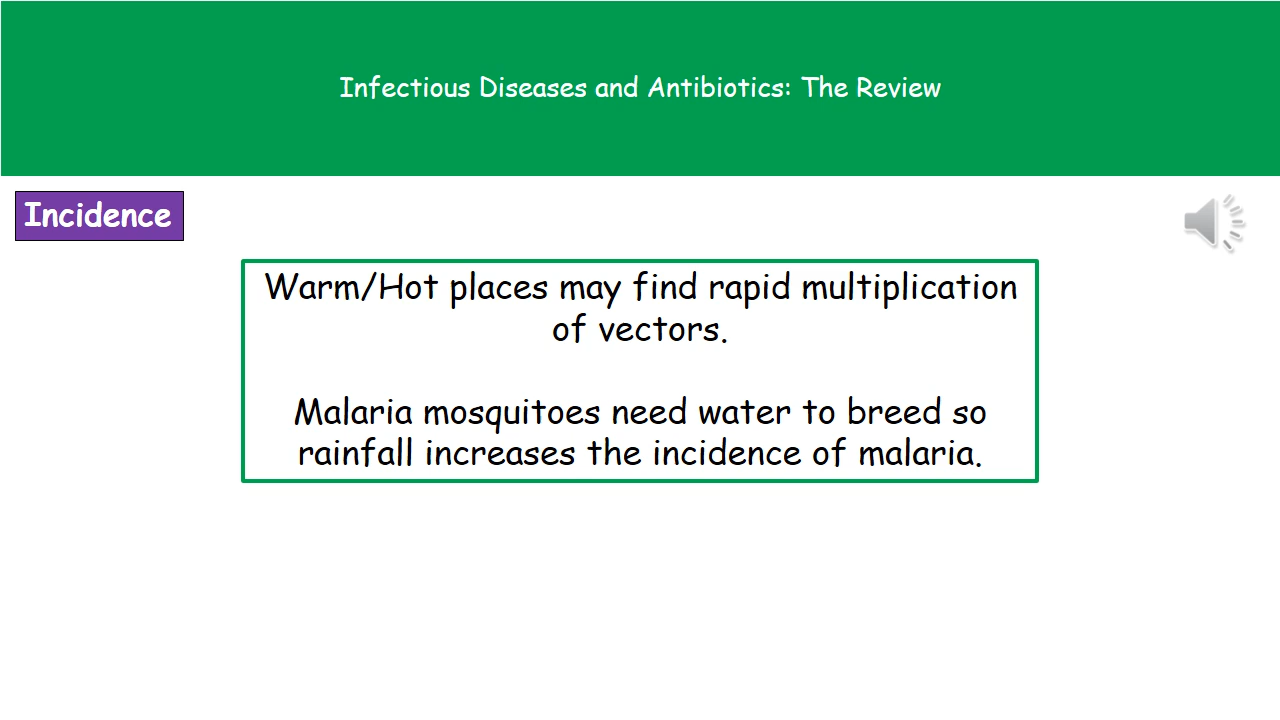 Infectious Diseases and Antibiotics: The Review
Incidence
Warm/Hot places may find rapid multiplication
of vectors.
Malaria mosquitoes need water to breed so
rainfall increases the incidence of malaria.